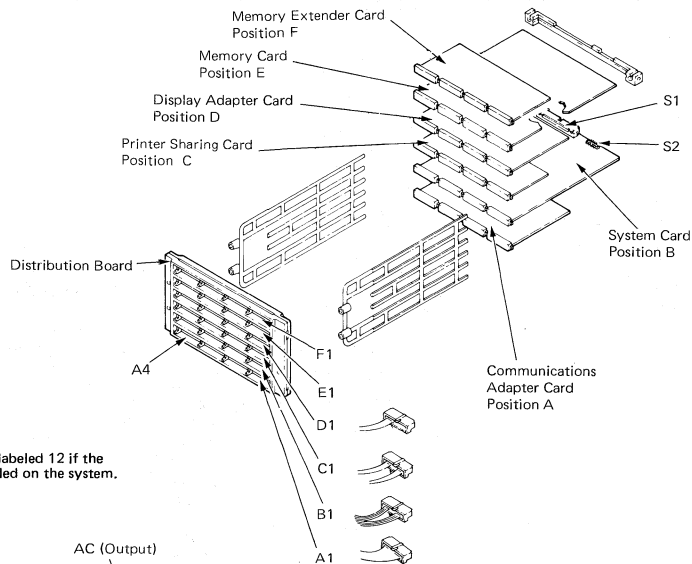 Memory Extender Card
Position F
Memory Card
Position E
Display Adapter Card
Position D
Printer Sharing Card
Position C
S1
S2
System Card
Position B
Distribution Board
A4
F1
E1
D1
C1
B1
A1
Communications
Adapter Card
Position A
labeled 12 if the
led on the system.
AC (Output)